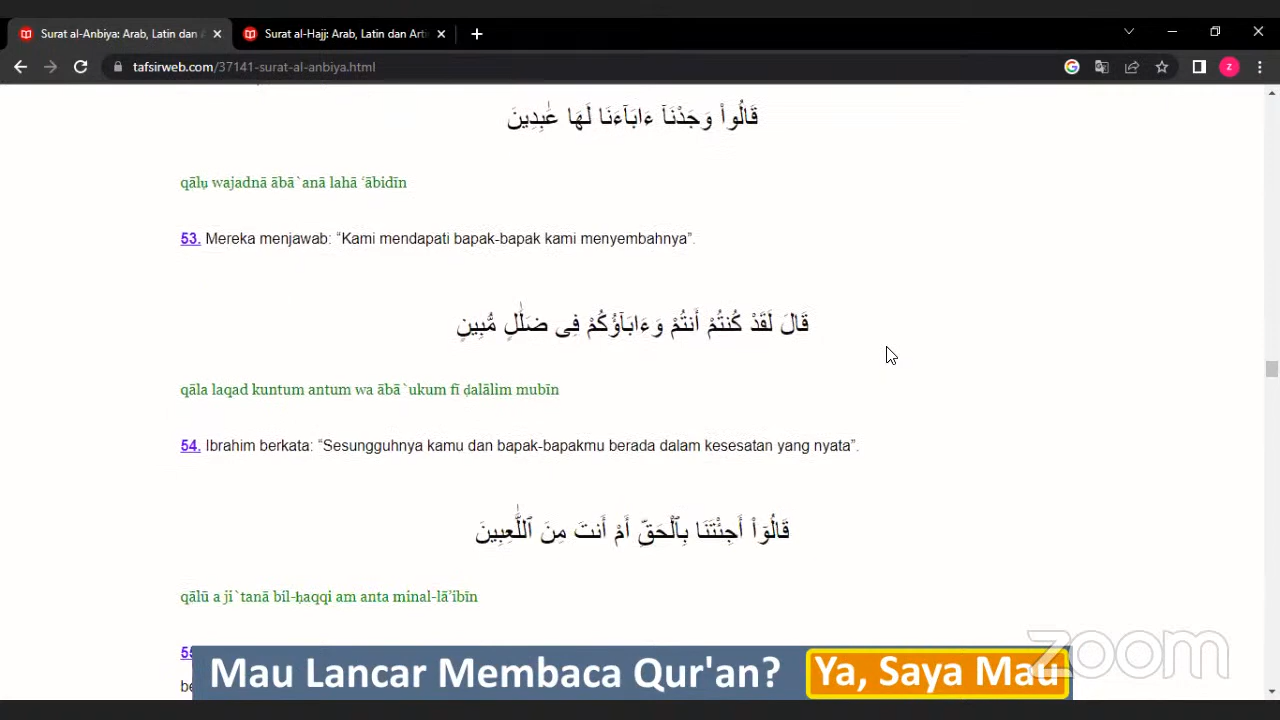 Surat al-Anbiya: Arab, Latin dan A
Surat al-Hajj: Arab, Latin dan Arti
tafsirweb.com/37141-surat-al-anbiya.html
z
قَالُوا۟ وَجَدْنَآ ءَابَآءَنَا لَهَا عَٰبِدِينَ
qālụ wajadnā ābā`anā lahā 'ābidīn
53. Mereka menjawab: “Kami mendapati bapak-bapak kami menyembahnya”.
قَالَ لَقَدْ كُنتُمْ أَنتُمْ وَءَابَآؤُكُمْ فِى ضَلَٰلٍ مُّبِينٍ
qāla laqad kuntum antum wa ābā`ukum fī ḍalālim mubīn
54. Ibrahim berkata: “Sesungguhnya kamu dan bapak-bapakmu berada dalam kesesatan yang nyata”.
قَالُوٓا۟ أَجِئْتَنَا بِٱلْحَقِّ أَمْ أَنتَ مِنَ ٱللَّٰعِبِينَ
qālū a ji`tanā bil-ḥaqqi am anta minal-lā'ibīn
Mau Lancar Membaca Qur'an? Ya, Saya Mau
zoom